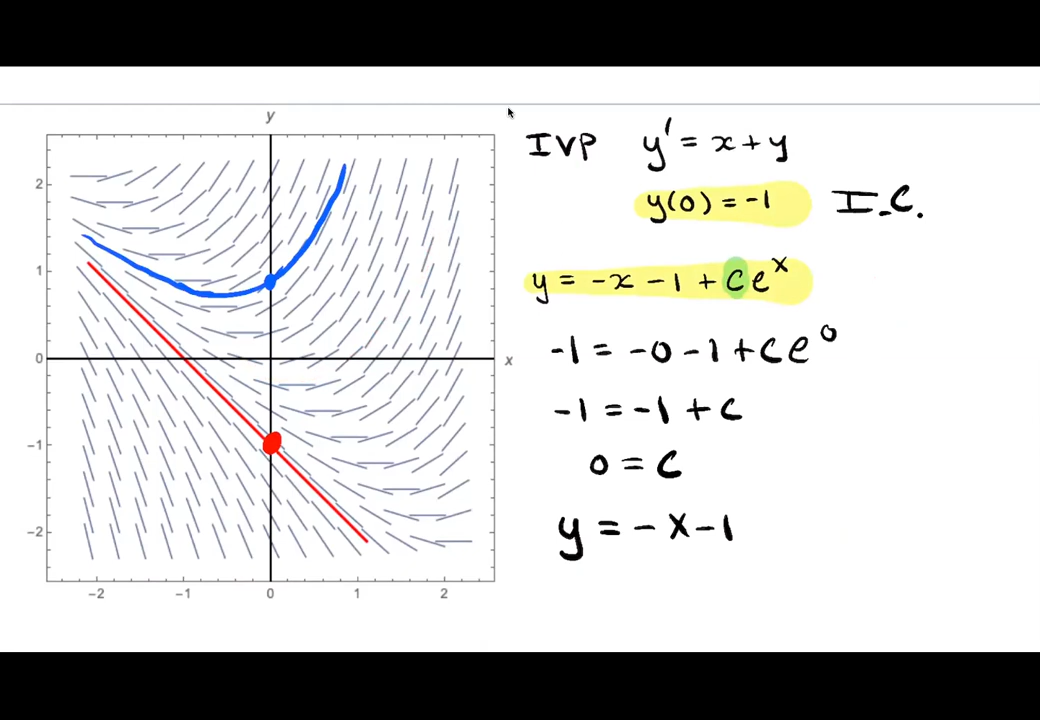 y
2
1
0
−1
−2
−2
−1
0
1
2
x
IVP y' = x + y
y(0) = -1 I.C.
y = -x - 1 + Ce^x
-1 = -0 - 1 + Ce^0
-1 = -1 + C
0 = C
y = -x - 1